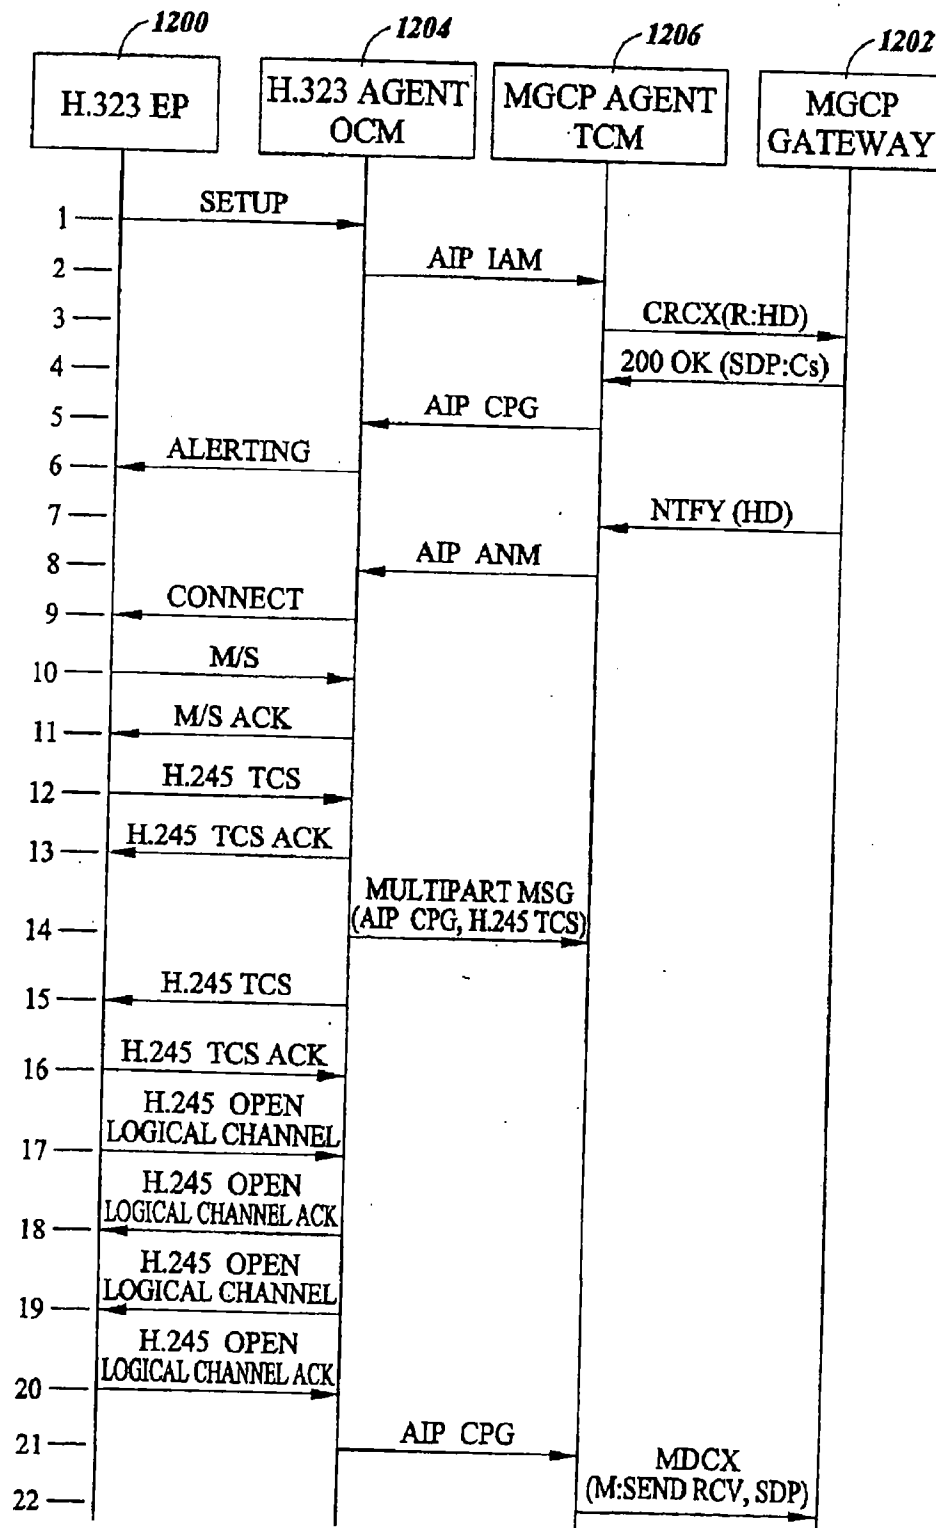 1200
1204
1206
1202
H.323 EP
H.323 AGENT
OCM
MGCP AGENT
TCM
MGCP
GATEWAY
1
SETUP
2
AIP IAM
3
CRCX(R:HD)
4
200 OK (SDP:Cs)
5
AIP CPG
6
ALERTING
7
NTFY (HD)
8
AIP ANM
9
CONNECT
10
M/S
11
M/S ACK
12
H.245 TCS
13
H.245 TCS ACK
14
MULTIPART MSG
(AIP CPG, H.245 TCS)
15
H.245 TCS
16
H.245 TCS ACK
17
H.245 OPEN
LOGICAL CHANNEL
18
H.245 OPEN
LOGICAL CHANNEL ACK
19
H.245 OPEN
LOGICAL CHANNEL
20
H.245 OPEN
LOGICAL CHANNEL ACK
21
AIP CPG
22
MDCX
(M:SEND RCV, SDP)